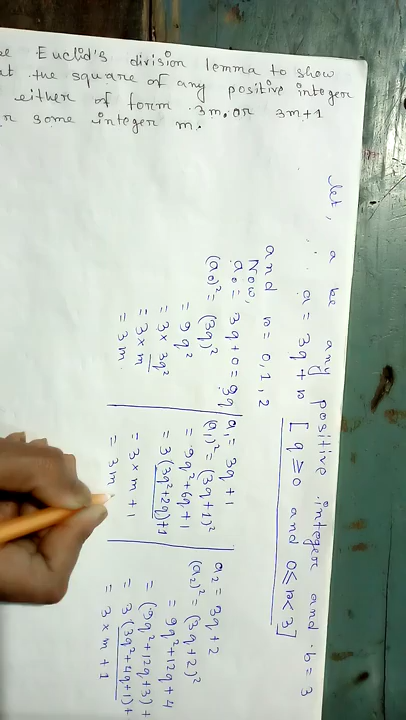 Euclid's division lemma to show
the square of any positive integer
either of form 3m, or 3m+1
some integer m.
let, a be any positive integer and b = 3
∴ a = 3q + r [q ≥ 0 and 0 ≤ r < 3]
and r = 0, 1, 2
Now,
a₀ = 3q + 0 = 3q
(a₀)² = (3q)²
= 9q²
= 3 × 3q²
= 3 × m
= 3m
a₁ = 3q + 1
(a₁)² = (3q + 1)²
= 9q² + 6q + 1
= 3(3q² + 2q) + 1
= 3 × m + 1
= 3m
a₂ = 3q + 2
(a₂)² = (3q + 2)²
= 9q² + 12q + 4
= (9q² + 12q + 3) +
= 3(3q² + 4q + 1) +
= 3 × m + 1